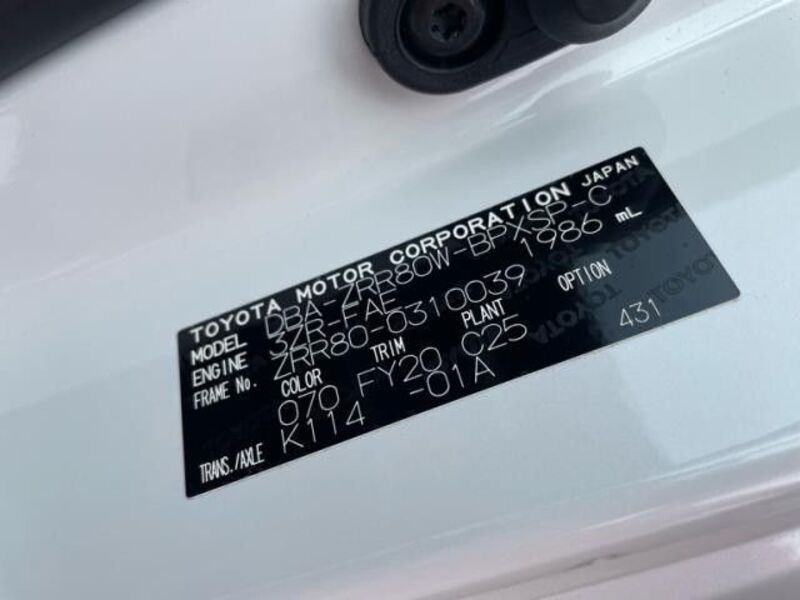 TOYOTA MOTOR CORPORATION JAPAN
MODEL DBA-ZRR80W-BPXSP-C
ENGINE 3ZR-FAE 1986 mL
FRAME No. ZRR80-0310039
COLOR TRIM PLANT OPTION
070 FY20 C25 431
TRANS./AXLE K114 -01A